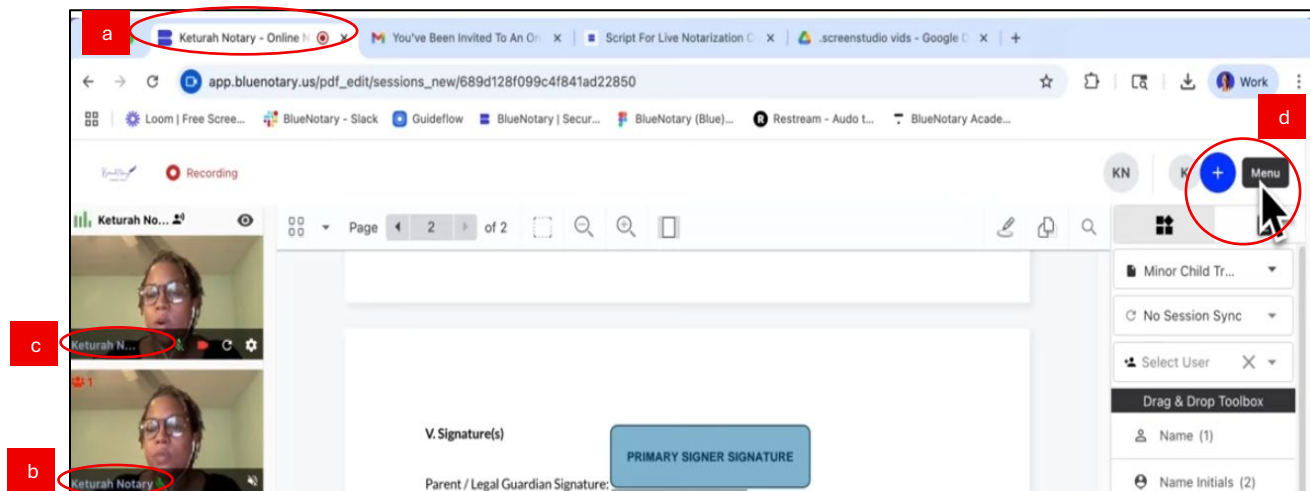 a
Keturah Notary - Online N
You've Been Invited To An On
Script For Live Notarization C
.screenstudio vids - Google D
app.bluenotary.us/pdf_edit/sessions_new/689d128f099c4f841ad22850
Work
Loom | Free Scree...
BlueNotary - Slack
Guideflow
BlueNotary | Secur...
BlueNotary (Blue)...
Restream - Audo t...
BlueNotary Acade...
d
Recording
KN
K
+
Menu
Keturah No...
Page 2 of 2
Minor Child Tr...
No Session Sync
c
Keturah N...
Select User
1
Drag & Drop Toolbox
V. Signature(s)
Name (1)
PRIMARY SIGNER SIGNATURE
b
Keturah Notary
Parent / Legal Guardian Signature:
Name Initials (2)